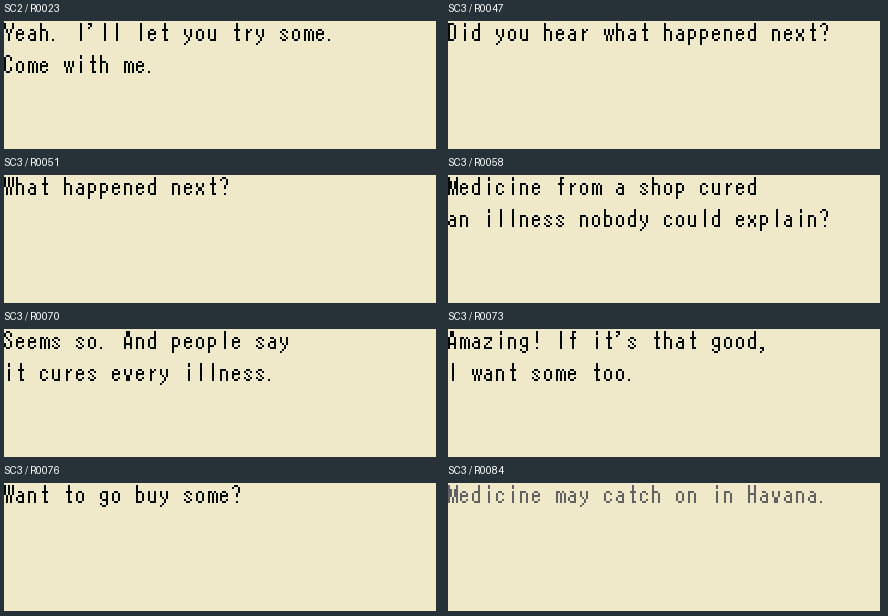 SC2/R0023
Yeah. I'll let you try some.
Come with me.
SC3/R0047
Did you hear what happened next?
SC3/R0051
What happened next?
SC3/R0058
Medicine from a shop cured
an illness nobody could explain?
SC3/R0070
Seems so. And people say
it cures every illness.
SC3/R0073
Amazing! If it's that good,
I want some too.
SC3/R0076
Want to go buy some?
SC3/R0084
Medicine may catch on in Havana.